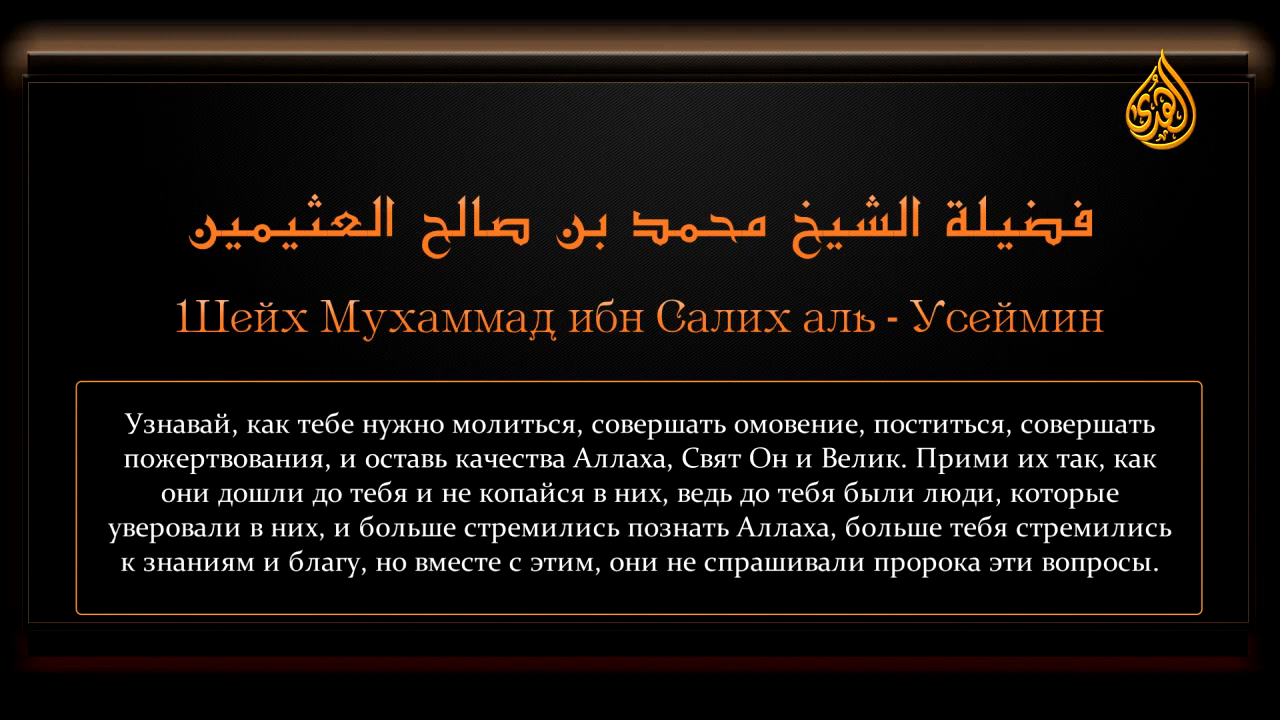 الهدى
فضيلة الشيخ محمد بن صالح العثيمين
Шейх Мухаммад ибн Салих аль - Усеймин
Узнавай, как тебе нужно молиться, совершать омовение, поститься, совершать
пожертвования, и оставь качества Аллаха, Свят Он и Велик. Прими их так, как
они дошли до тебя и не копайся в них, ведь до тебя были люди, которые
уверовали в них, и больше стремились познать Аллаха, больше тебя стремились
к знаниям и благу, но вместе с этим, они не спрашивали пророка эти вопросы.